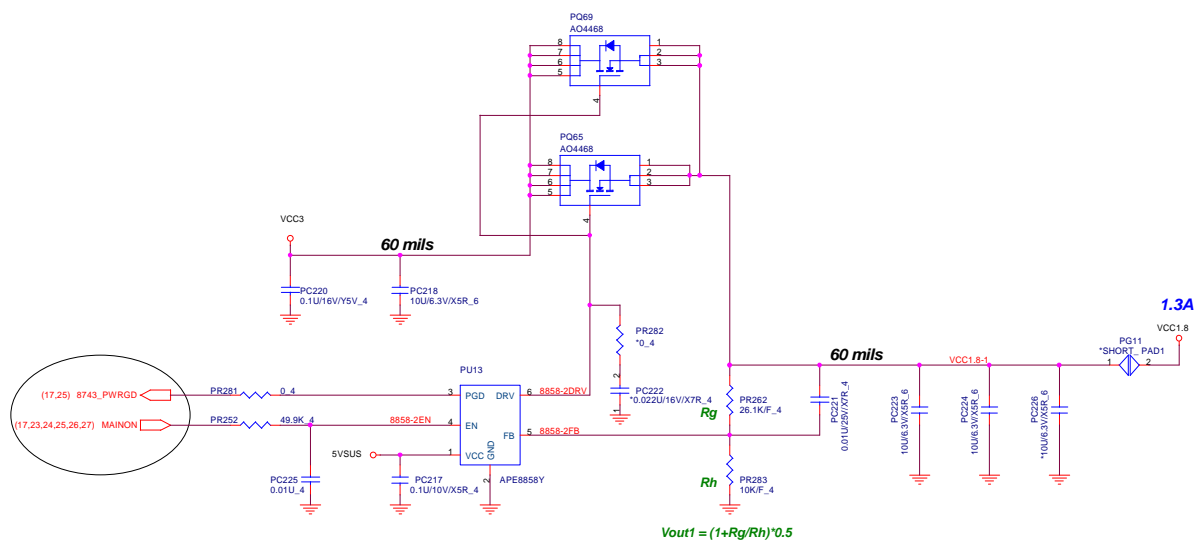 PQ69
AO4468
8
7
6
5
1
2
3
4
PQ65
AO4468
8
7
6
5
1
2
3
4
VCC3
60 mils
PC220
0.1U/16V/Y5V_4
PC218
10U/6.3V/X5R_6
1.3A
VCC1.8
PG11
*SHORT_ PAD1
1
2
PR282
*0_4
60 mils
VCC1.8-1
PU13
2
PC222
*0.022U/16V/X7R_4
1
(17,25) 8743_PWRGD
PR281
0_4
3
PGD
DRV
6
8858-2DRV
Rg
PR262
26.1K/F_4
PC221
0.01U/25V/X7R_4
PC223
10U/6.3V/X5R_6
PC224
10U/6.3V/X5R_6
PC226
*10U/6.3V/X5R_6
(17,23,24,25,26,27) MAINON
PR252
49.9K_4
8858-2EN
4
EN
FB
5
8858-2FB
5VSUS
1
VCC
GND
2
APE8858Y
PC225
0.01U_4
PC217
0.1U/10V/X5R_4
Rh
PR283
10K/F_4
Vout1 = (1+Rg/Rh)*0.5